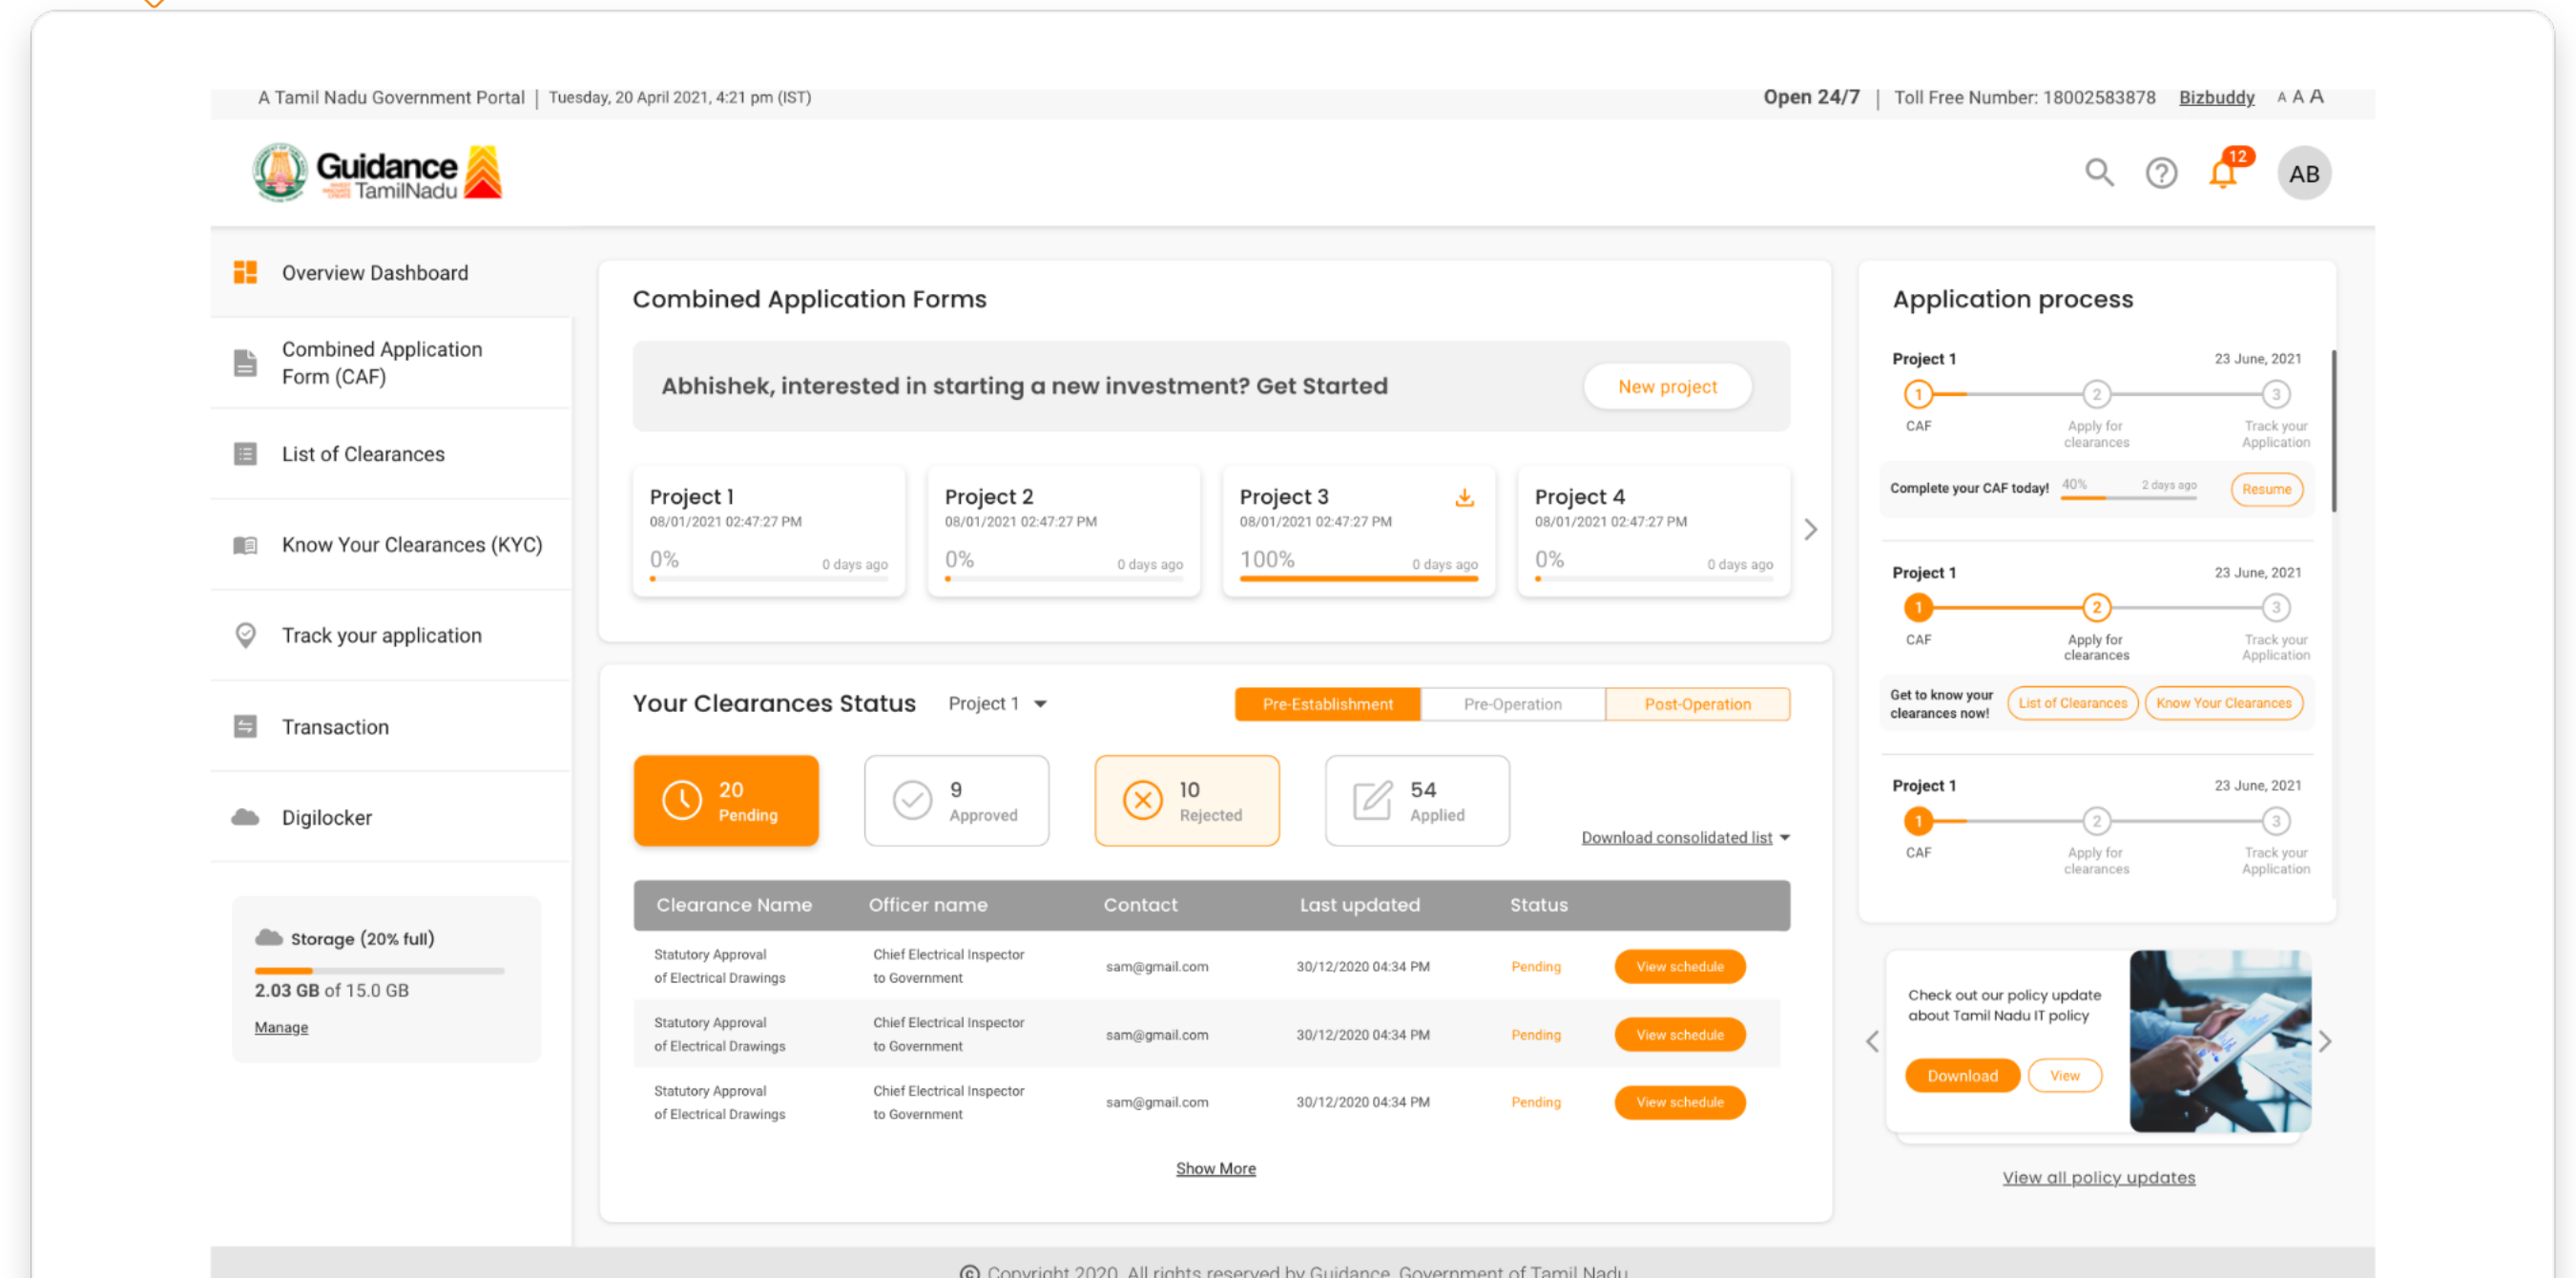 A Tamil Nadu Government Portal | Tuesday, 20 April 2021, 4:21 pm (IST)
Open 24/7 | Toll Free Number: 18002583878 Bizbuddy A A A
Guidance
TamilNadu
12
AB
Overview Dashboard
Combined Application
Form (CAF)
List of Clearances
Know Your Clearances (KYC)
Track your application
Transaction
Digilocker
Storage (20% full)
2.03 GB of 15.0 GB
Manage
Combined Application Forms
Abhishek, interested in starting a new investment? Get Started
New project
Project 1
08/01/2021 02:47:27 PM
0% 0 days ago
Project 2
08/01/2021 02:47:27 PM
0% 0 days ago
Project 3
08/01/2021 02:47:27 PM
100% 0 days ago
Project 4
08/01/2021 02:47:27 PM
0% 0 days ago
Your Clearances Status Project 1
Pre-Establishment Pre-Operation Post-Operation
20
Pending
9
Approved
10
Rejected
54
Applied
Download consolidated list
Clearance Name Officer name Contact Last updated Status
Statutory Approval
of Electrical Drawings
Chief Electrical Inspector
to Government
sam@gmail.com 30/12/2020 04:34 PM Pending View schedule
Statutory Approval
of Electrical Drawings
Chief Electrical Inspector
to Government
sam@gmail.com 30/12/2020 04:34 PM Pending View schedule
Statutory Approval
of Electrical Drawings
Chief Electrical Inspector
to Government
sam@gmail.com 30/12/2020 04:34 PM Pending View schedule
Show More
Application process
Project 1 23 June, 2021
1 2 3
CAF
Apply for
clearances
Track your
Application
Complete your CAF today! 40% 2 days ago Resume
Project 1 23 June, 2021
1 2 3
CAF
Apply for
clearances
Track your
Application
Get to know your
clearances now!
List of Clearances Know Your Clearances
Project 1 23 June, 2021
1 2 3
CAF
Apply for
clearances
Track your
Application
Check out our policy update
about Tamil Nadu IT policy
Download View
View all policy updates
© Copyright 2020. All rights reserved by Guidance, Government of Tamil Nadu